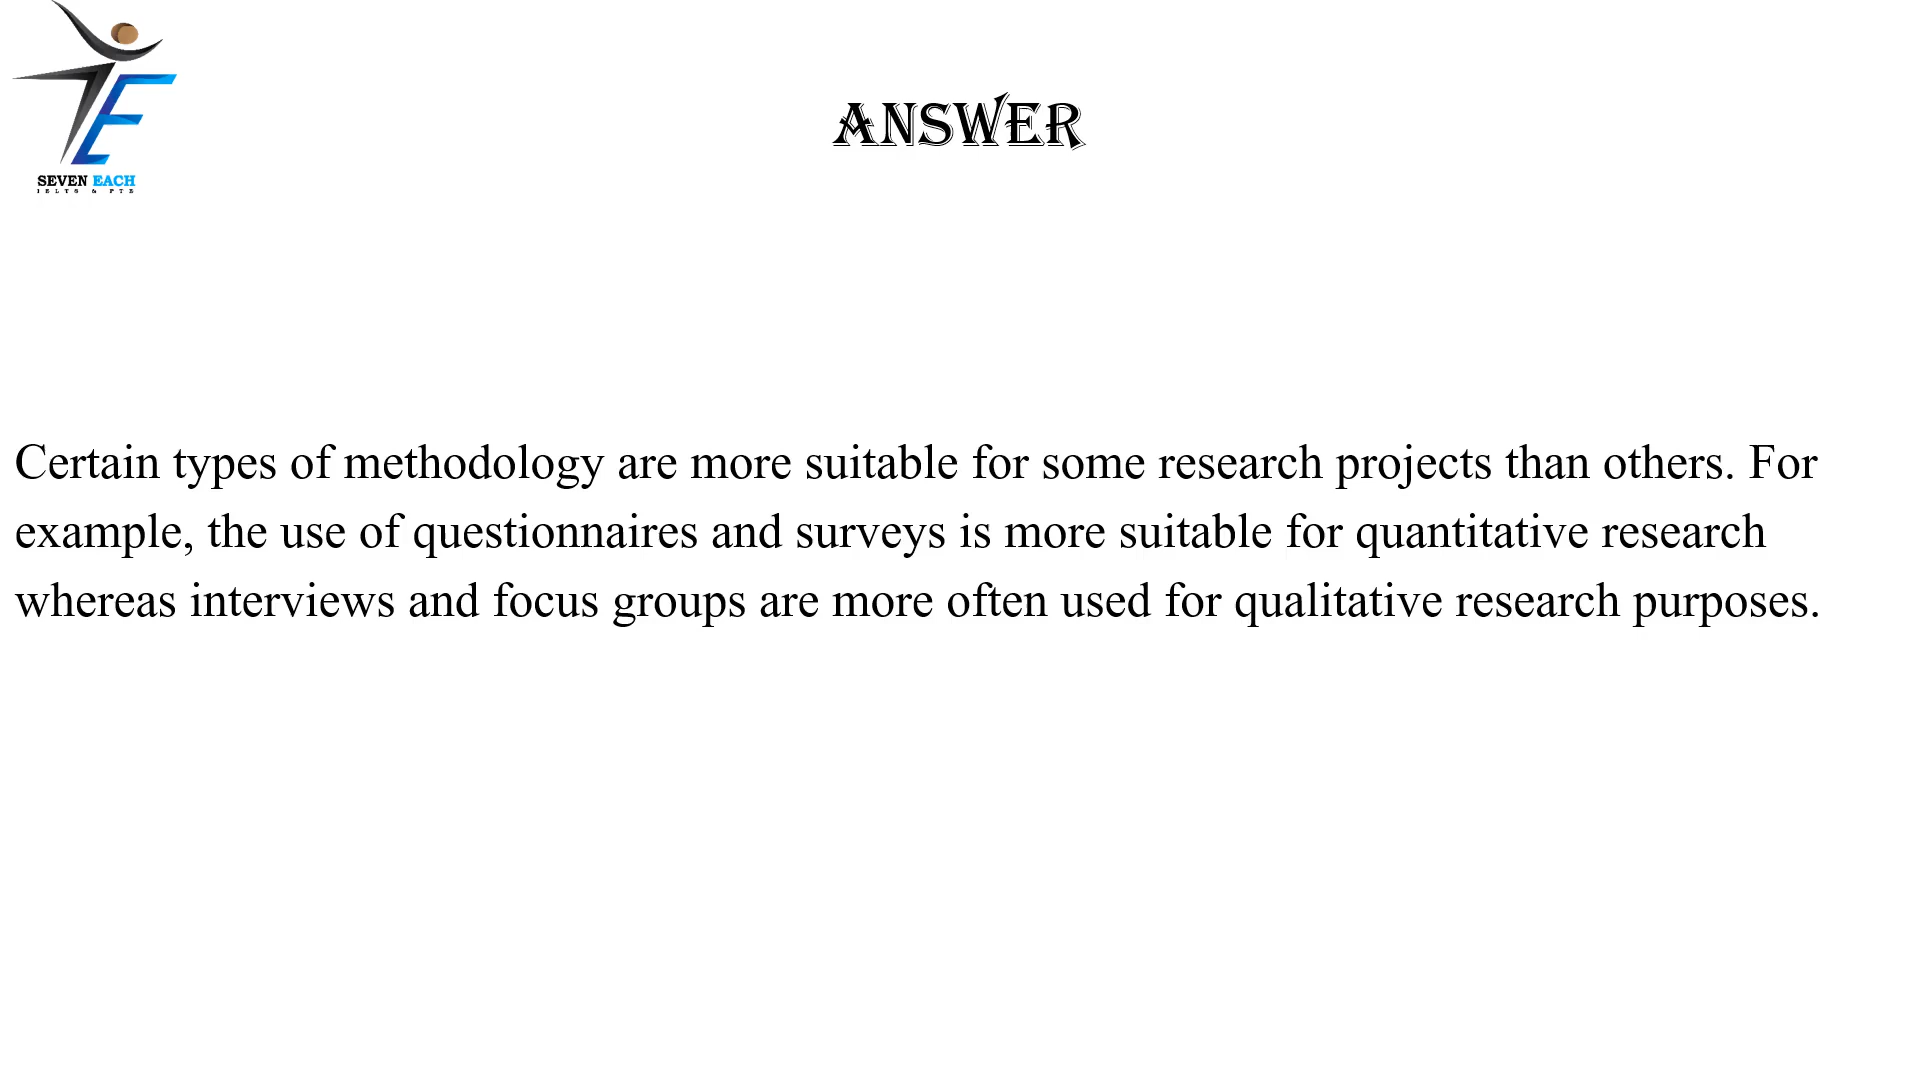 ANSWER
SEVEN EACH
IELTS & PTE
Certain types of methodology are more suitable for some research projects than others. For
example, the use of questionnaires and surveys is more suitable for quantitative research
whereas interviews and focus groups are more often used for qualitative research purposes.